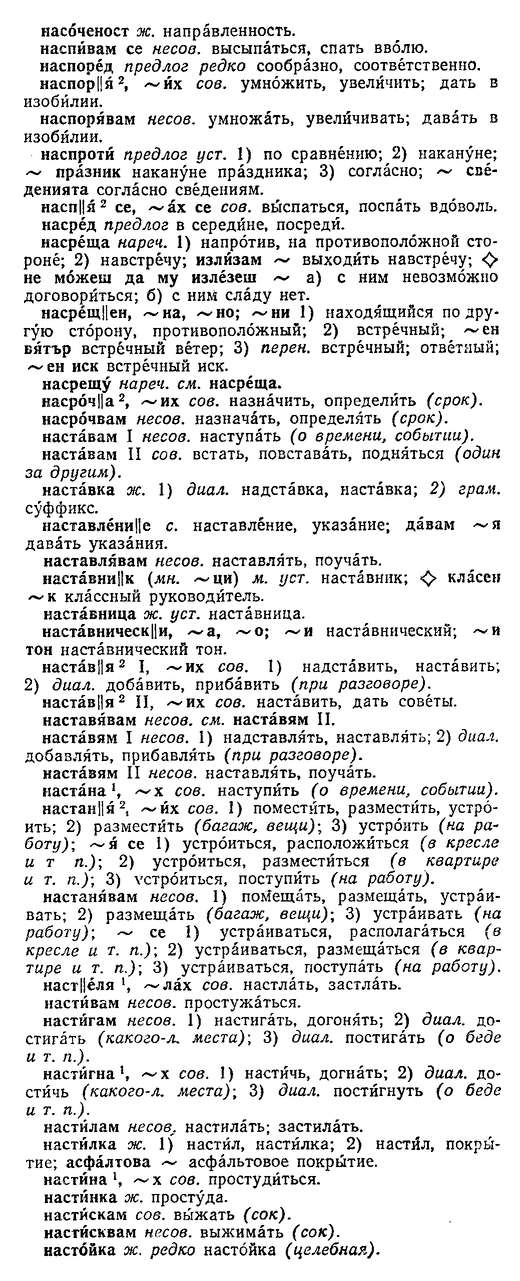 насо́ченост ж. напра́вленность.
наспи́вам се несов. высыпа́ться, спать вво́лю.
наспоре́д предлог редко сообра́зно, соотве́тственно.
наспор||я́², ~и́х сов. умно́жить, увели́чить; дать в
изоби́лии.
наспоря́вам несов. умножа́ть, увели́чивать; дава́ть в
изоби́лии.
наспроти́ предлог уст. 1) по сравне́нию; 2) накану́не;
~ пра́зник накану́не пра́здника; 3) согла́сно; ~ све́-
денията согла́сно све́дениям.
насп||я́² се, ~а́х се сов. вы́спаться, поспа́ть вдо́воль.
насре́д предлог в середи́не, посреди́.
насре́ща нареч. 1) напро́тив, на противополо́жной сто-
роне́; 2) навстре́чу; изли́зам ~ выходи́ть навстре́чу; ◇
не мо́жеш да му изле́зеш ~ а) с ним невозмо́жно
договори́ться; б) с ним сла́ду нет.
насре́щ||ен, ~на, ~но; ~ни 1) находя́щийся по дру-
гу́ю сто́рону, противополо́жный; 2) встре́чный; ~ен
вя́тър встре́чный ве́тер; 3) перен. встре́чный; отве́тный;
~ен иск встре́чный иск.
насрещу́ нареч. см. насре́ща.
насро́ч||а², ~их сов. назна́чить, определи́ть (срок).
насро́чвам несов. назнача́ть, определя́ть (срок).
наста́вам I несов. наступа́ть (о времени, событии).
наста́вам II сов. встать, повстава́ть, подня́ться (один
за другим).
наста́вка ж. 1) диал. надста́вка, наста́вка; 2) грам.
су́ффикс.
наставле́ни||е с. наставле́ние, указа́ние; да́вам ~я
дава́ть указа́ния.
наставля́вам несов. наставля́ть, поуча́ть.
наста́вни||к (мн. ~ци) м. уст. наста́вник; ◇ кла́сен
~к кла́ссный руководи́тель.
наста́вница ж. уст. наста́вница.
наста́вническ||и, ~а, ~о; ~и наста́внический; ~и
тон наста́внический тон.
наста́в||я² I, ~их сов. 1) надста́вить, наста́вить;
2) диал. доба́вить, приба́вить (при разговоре).
наста́в||я² II, ~их сов. наста́вить, дать сове́ты.
наставя́вам несов. см. наста́вям II.
наста́вям I несов. 1) надставля́ть, наставля́ть; 2) диал.
добавля́ть, прибавля́ть (при разговоре).
наста́вям II несов. наставля́ть, поуча́ть.
наста́на¹, ~х сов. наступи́ть (о времени, событии).
настан||я́², ~и́х сов. 1) помести́ть, размести́ть, устро́-
ить; 2) размести́ть (багаж, вещи); 3) устро́ить (на ра-
боту); ~я́ се 1) устро́иться, расположи́ться (в кресле
и т п.); 2) устро́иться, размести́ться (в квартире
и т. п.); 3) устро́иться, поступи́ть (на работу).
настаня́вам несов. 1) помеща́ть, размеща́ть, устра́и-
вать; 2) размеща́ть (багаж, вещи); 3) устра́ивать (на
работу); ~ се 1) устра́иваться, располага́ться (в
кресле и т. п.); 2) устра́иваться, размеща́ться (в квар-
тире и т. п.); 3) устра́иваться, поступа́ть (на работу).
наст||е́ля¹, ~ла́х сов. настла́ть, застла́ть.
насти́вам несов. простужа́ться.
насти́гам несов. 1) настига́ть, догоня́ть; 2) диал. до-
стига́ть (какого-л. места); 3) диал. постига́ть (о беде
и т. п.).
насти́гна¹, ~х сов. 1) насти́чь, догна́ть; 2) диал. до-
сти́чь (какого-л. места); 3) диал. пости́гнуть (о беде
и т. п.).
насти́лам несов. настила́ть; застила́ть.
насти́лка ж. 1) насти́л, насти́лка; 2) насти́л, покры́-
тие; асфа́лтова ~ асфа́льтовое покры́тие.
насти́на¹, ~х сов. простуди́ться.
насти́нка ж. просту́да.
насти́скам сов. вы́жать (сок).
насти́сквам несов. выжима́ть (сок).
насто́йка ж. редко насто́йка (целебная).